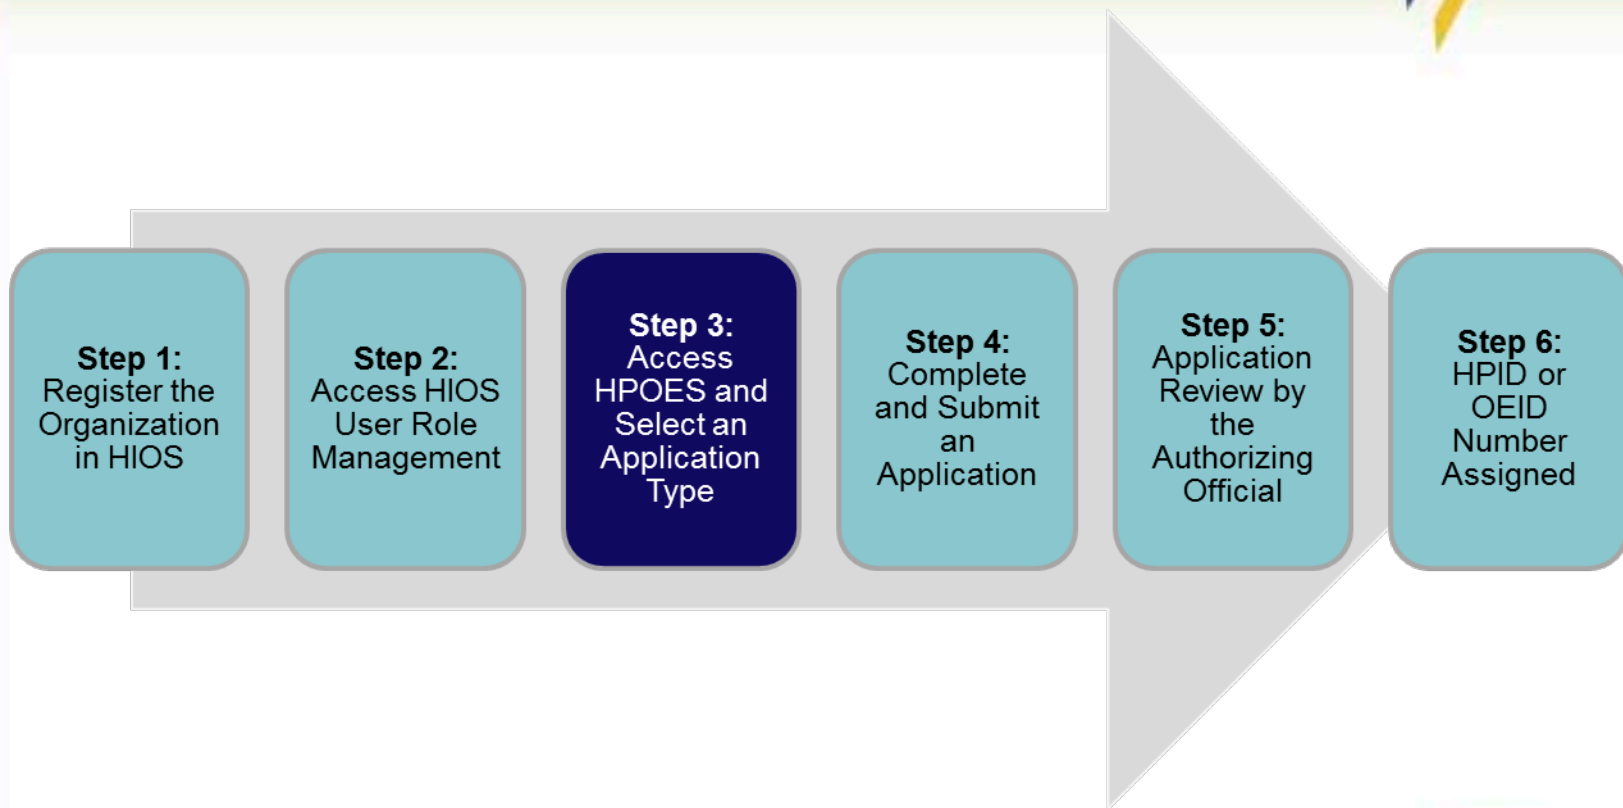 Step 1:
Register the
Organization
in HIOS
Step 2:
Access HIOS
User Role
Management
Step 3:
Access
HPOES and
Select an
Application
Type
Step 4:
Complete
and Submit
an
Application
Step 5:
Application
Review by
the
Authorizing
Official
Step 6:
HPID or
OEID
Number
Assigned